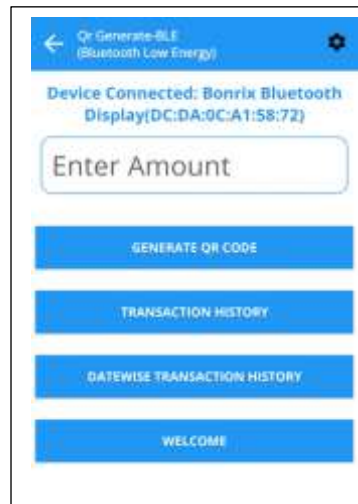 Qr Generate-BLE
(Bluetooth Low Energy)
Device Connected: Bonrix Bluetooth
Display(DC:DA:0C:A1:58:72)
Enter Amount
GENERATE QR CODE
TRANSACTION HISTORY
DATEWISE TRANSACTION HISTORY
WELCOME